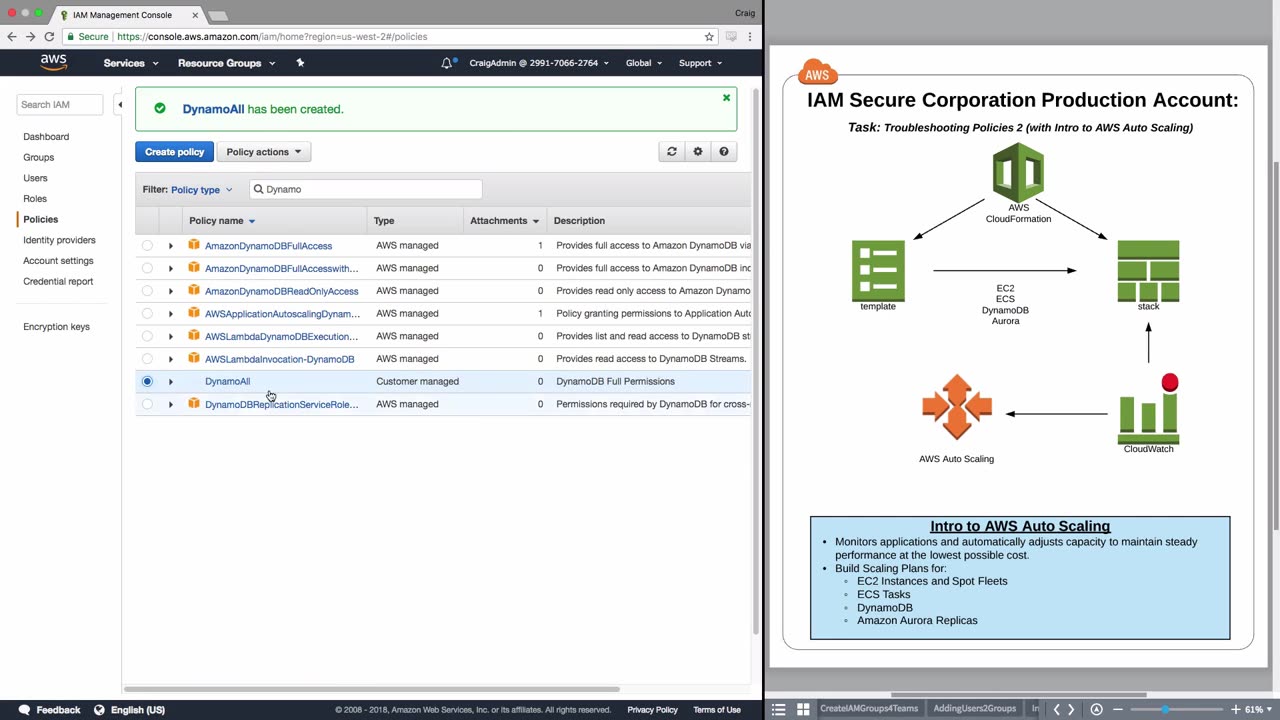 IAM Management Console
Craig
Secure
https://console.aws.amazon.com/iam/home?region=us-west-2#/policies
aws
Services
Resource Groups
CraigAdmin @ 2991-7066-2764
Global
Support
Search IAM
Dashboard
Groups
Users
Roles
Policies
Identity providers
Account settings
Credential report
Encryption keys
DynamoAll has been created.
Create policy
Policy actions
Filter: Policy type
Dynamo
Policy name
Type
Attachments
Description
AmazonDynamoDBFullAccess AWS managed 1 Provides full access to Amazon DynamoDB via
AmazonDynamoDBFullAccesswith... AWS managed 0 Provides full access to Amazon DynamoDB inc
AmazonDynamoDBReadOnlyAccess AWS managed 0 Provides read only access to Amazon Dynamo
AWSApplicationAutoscalingDynam... AWS managed 1 Policy granting permissions to Application Auto
AWSLambdaDynamoDBExecution... AWS managed 0 Provides list and read access to DynamoDB st
AWSLambdaInvocation-DynamoDB AWS managed 0 Provides read access to DynamoDB Streams.
DynamoAll Customer managed 0 DynamoDB Full Permissions
DynamoDBReplicationServiceRole... AWS managed 0 Permissions required by DynamoDB for cross-
Feedback
English (US)
© 2008 - 2018, Amazon Web Services, Inc. or its affiliates. All rights reserved.
Privacy Policy
Terms of Use
AWS
IAM Secure Corporation Production Account:
Task: Troubleshooting Policies 2 (with Intro to AWS Auto Scaling)
AWS
CloudFormation
template
EC2
ECS
DynamoDB
Aurora
stack
AWS Auto Scaling
CloudWatch
Intro to AWS Auto Scaling
• Monitors applications and automatically adjusts capacity to maintain steady
performance at the lowest possible cost.
• Build Scaling Plans for:
◦ EC2 Instances and Spot Fleets
◦ ECS Tasks
◦ DynamoDB
◦ Amazon Aurora Replicas
CreateIAMGroups4Teams
AddingUsers2Groups
61%